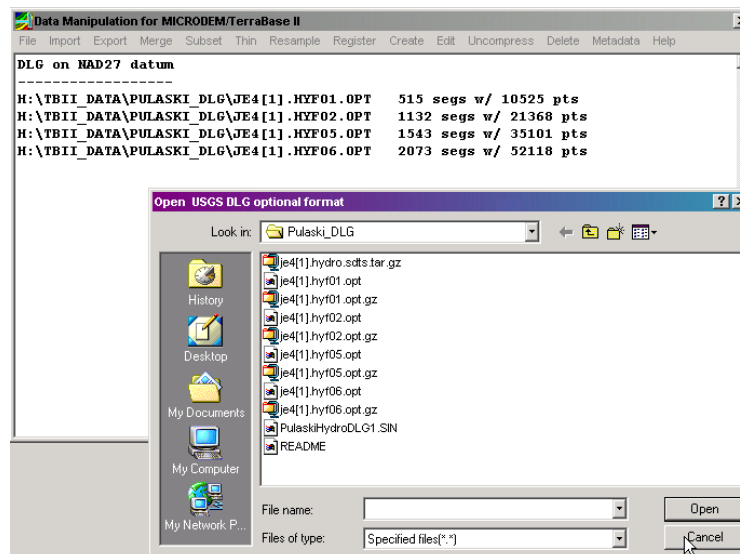 Data Manipulation for MICRODEM/TerraBase II
File Import Export Merge Subset Thin Resample Register Create Edit Uncompress Delete Metadata Help
DLG on NAD27 datum
------------------
H:\TBII_DATA\PULASKI_DLG\JE4[1].HYF01.OPT 515 segs w/ 10525 pts
H:\TBII_DATA\PULASKI_DLG\JE4[1].HYF02.OPT 1132 segs w/ 21368 pts
H:\TBII_DATA\PULASKI_DLG\JE4[1].HYF05.OPT 1543 segs w/ 35101 pts
H:\TBII_DATA\PULASKI_DLG\JE4[1].HYF06.OPT 2073 segs w/ 52118 pts
Open USGS DLG optional format
Look in: Pulaski_DLG
je4[1].hydro.sdts.tar.gz
je4[1].hyf01.opt
je4[1].hyf01.opt.gz
je4[1].hyf02.opt
je4[1].hyf02.opt.gz
je4[1].hyf05.opt
je4[1].hyf05.opt.gz
je4[1].hyf06.opt
je4[1].hyf06.opt.gz
PulaskiHydroDLG1.SIN
README
History
Desktop
My Documents
My Computer
My Network P...
File name:
Open
Files of type: Specified files(*.*)
Cancel